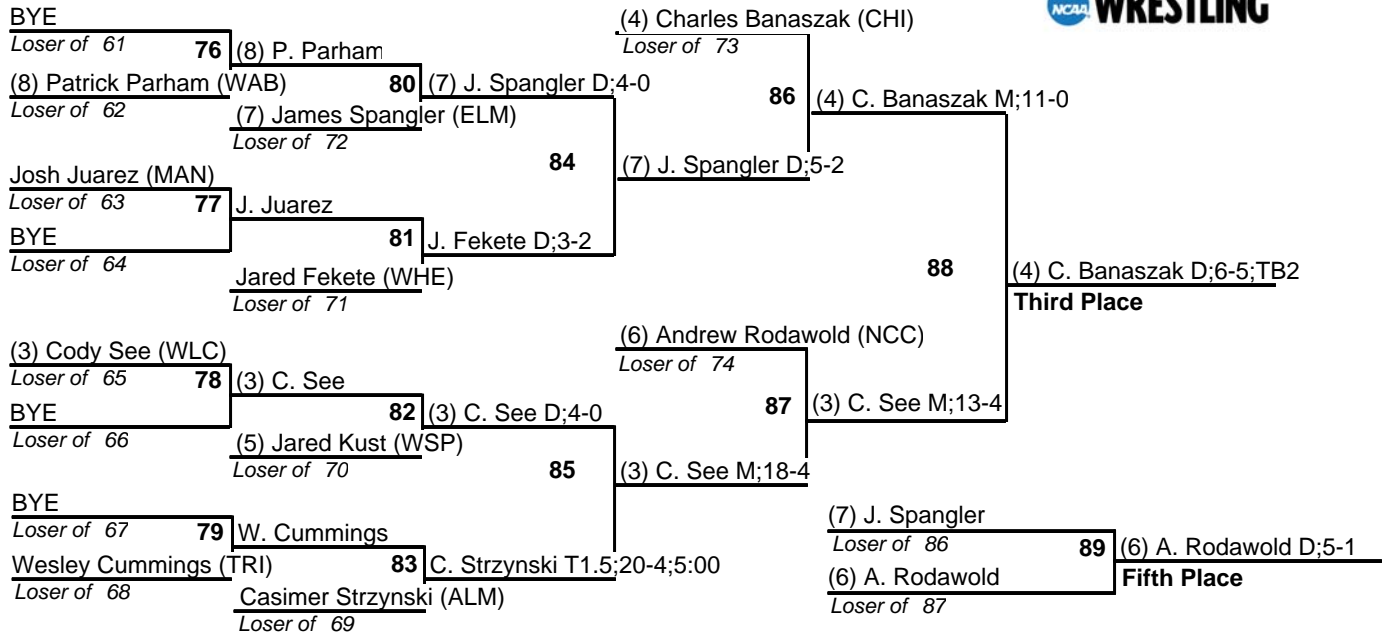 BYE
Loser of 61
76
(8) P. Parham
(8) Patrick Parham (WAB)
Loser of 62
80
(7) J. Spangler D;4-0
(7) James Spangler (ELM)
Loser of 72
Josh Juarez (MAN)
Loser of 63
77
J. Juarez
BYE
Loser of 64
81
J. Fekete D;3-2
Jared Fekete (WHE)
Loser of 71
84
(7) J. Spangler D;5-2
(4) Charles Banaszak (CHI)
Loser of 73
86
(4) C. Banaszak M;11-0
NCAA WRESTLING
(3) Cody See (WLC)
Loser of 65
78
(3) C. See
BYE
Loser of 66
82
(3) C. See D;4-0
(5) Jared Kust (WSP)
Loser of 70
BYE
Loser of 67
79
W. Cummings
Wesley Cummings (TRI)
Loser of 68
83
C. Strzynski T1.5;20-4;5:00
Casimer Strzynski (ALM)
Loser of 69
85
(3) C. See M;18-4
(6) Andrew Rodawold (NCC)
Loser of 74
87
(3) C. See M;13-4
88
(4) C. Banaszak D;6-5;TB2
Third Place
(7) J. Spangler
Loser of 86
89
(6) A. Rodawold D;5-1
(6) A. Rodawold
Fifth Place
Loser of 87